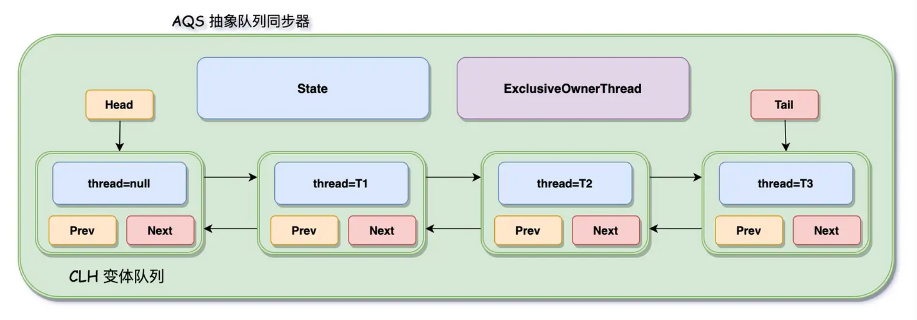 AQS 抽象队列同步器
State
ExclusiveOwnerThread
Head
Tail
thread=null
thread=T1
thread=T2
thread=T3
Prev
Next
Prev
Next
Prev
Next
Prev
Next
CLH 变体队列